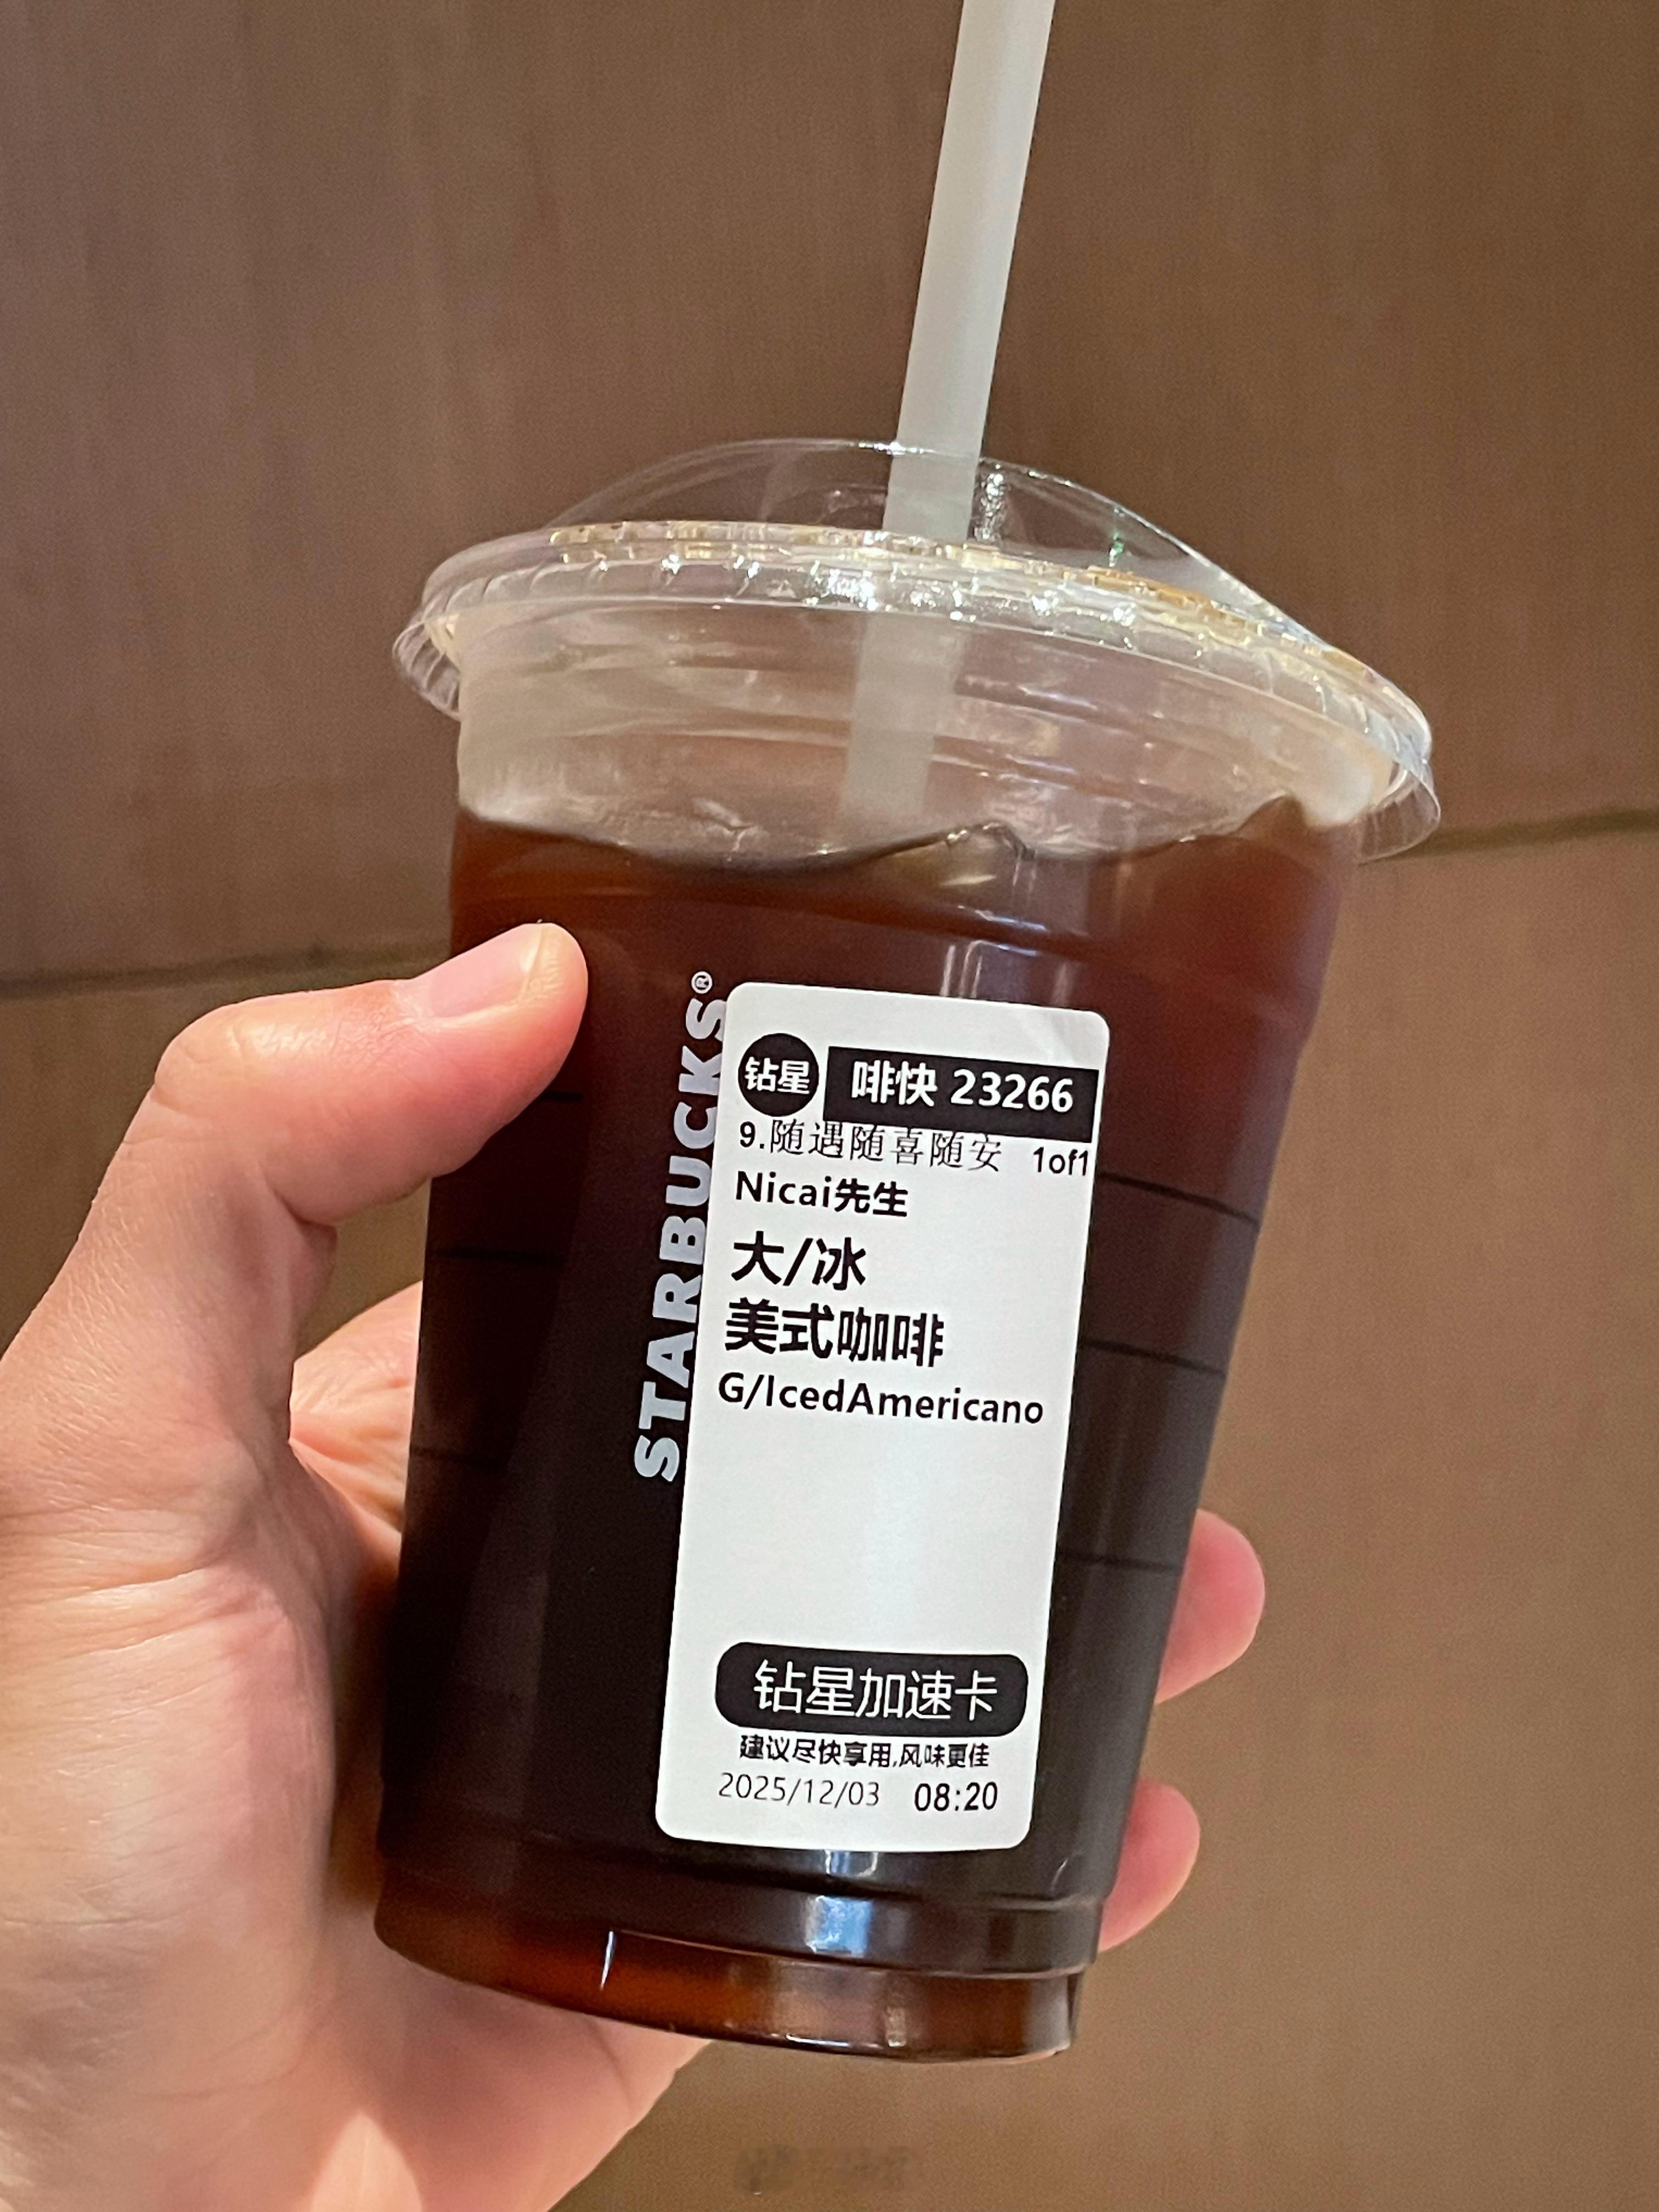 STARBUCKS®
钻星 啡快 23266
9.随遇随喜随安 1of1
Nicai先生
大/冰
美式咖啡
G/IcedAmericano
钻星加速卡
建议尽快享用,风味更佳
2025/12/03 08:20